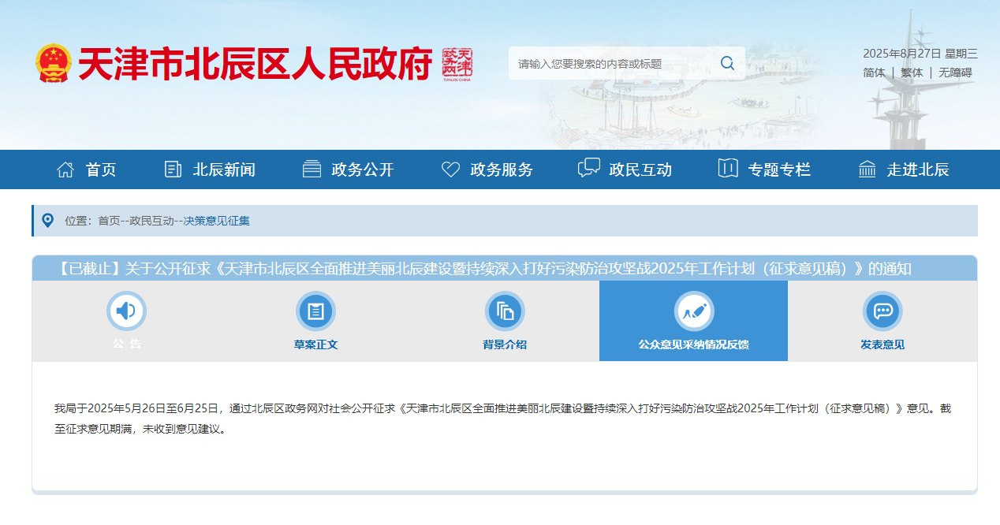 天津市北辰区人民政府
天津政务网
TIANJIN CHINA
请输入您要搜索的内容或标题
2025年8月27日 星期三
简体 | 繁体 | 无障碍
首页 北辰新闻 政务公开 政务服务 政民互动 专题专栏 走进北辰
位置：首页--政民互动--决策意见征集
【已截止】关于公开征求《天津市北辰区全面推进美丽北辰建设暨持续深入打好污染防治攻坚战2025年工作计划（征求意见稿）》的通知
公 告 草案正文 背景介绍 公众意见采纳情况反馈 发表意见
我局于2025年5月26日至6月25日，通过北辰区政务网对社会公开征求《天津市北辰区全面推进美丽北辰建设暨持续深入打好污染防治攻坚战2025年工作计划（征求意见稿）》意见。截
至征求意见期满，未收到意见建议。